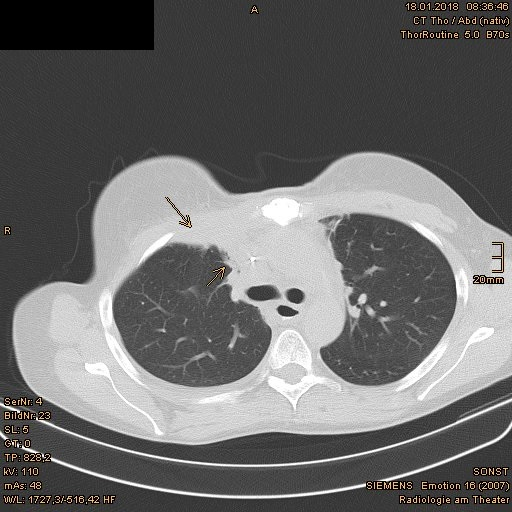 A
18.01.2018 08:36:46
CT Tho / Abd (nativ)
ThorRoutine 5.0 B70s
R
20mm
SerNr: 4
BildNr: 23
SL: 5
GT: 0
TP: 828,2
kV: 110
mAs: 48
W/L: 1727,3/-516,42 HF
SONST
SIEMENS Emotion 16 (2007)
Radiologie am Theater